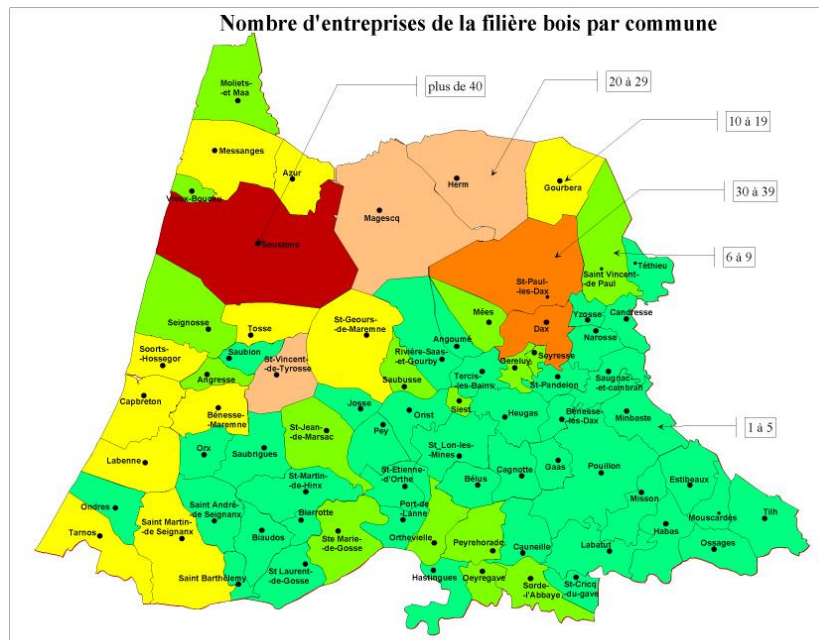 Nombre d'entreprises de la filière bois par commune
Moliets-
-et Maa
plus de 40
20 à 29
10 à 19
30 à 39
6 à 9
1 à 5
Messanges
Azur
Herm
Gourbera
Vieux-Boucau
Magescq
Soustons
St-Paul-
-les-Dax
Saint Vincent-
-de Paul
Téthieu
Seignosse
Tosse
St-Geours-
-de-Maremne
Mées
Dax
Yzosse
Candresse
Narosse
Soorts-
-Hossegor
Saubion
Angoumé
Rivière-Saas-
-et-Gourby
Seyresse
St-Vincent-
-de-Tyrosse
Tercis-
-les-Bains
St-Pandelon
Saugnac-
-et-cambran
Angresse
Saubusse
Capbreton
Bénesse-
-Maremne
Josse
Orist
Siest
Heugas
Bénesse-
-lès-Dax
Minbaste
St-Jean-
-de-Marsac
Pey
Labenne
Orx
Saubrigues
St_Lon-les-
-Mines
Gaas
Pouillon
St-Martin-
-de-Hinx
St-Etienne-
-d'Orthe
Bélus
Cagnotte
Estibeaux
Misson
Ondres
Saint André-
-de Seignanx
Port-de-
-Lanne
Mouscardès
Tilh
Tarnos
Saint Martin-
-de Seignanx
Biarrotte
Biaudos
Ste Marie-
-de-Gosse
Orthevielle
Peyrehorade
Cauneille
Labatut
Habas
Ossages
Saint Barthélemy
St Laurent-
-de-Gosse
Hastingues
Oeyregave
Sorde-
-l'Abbaye
St-Cricq
-du-gave